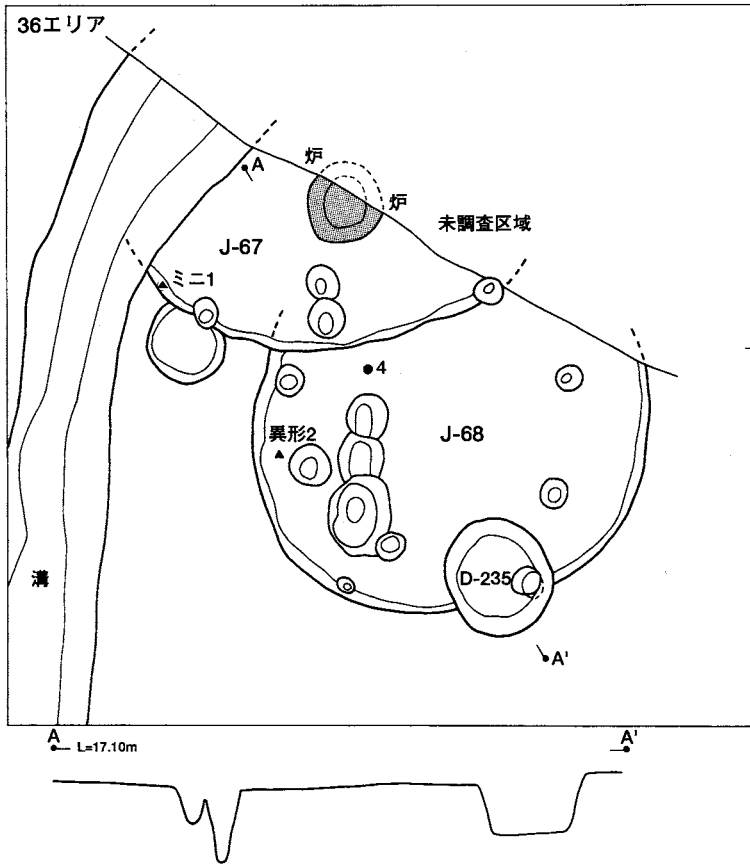 36エリア
A
炉
炉
未調査区域
J-67
ミニ1
4
異形2
J-68
D-235
溝
A'
A
L=17.10m
A'